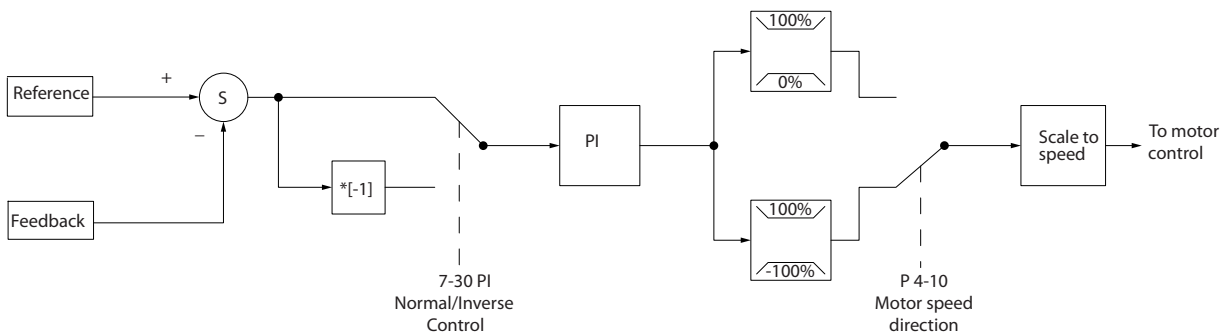 Reference
+
S
–
Feedback
*[-1]
7-30 PI
Normal/Inverse
Control
PI
100%
0%
100%
-100%
P 4-10
Motor speed
direction
Scale to
speed
To motor
control